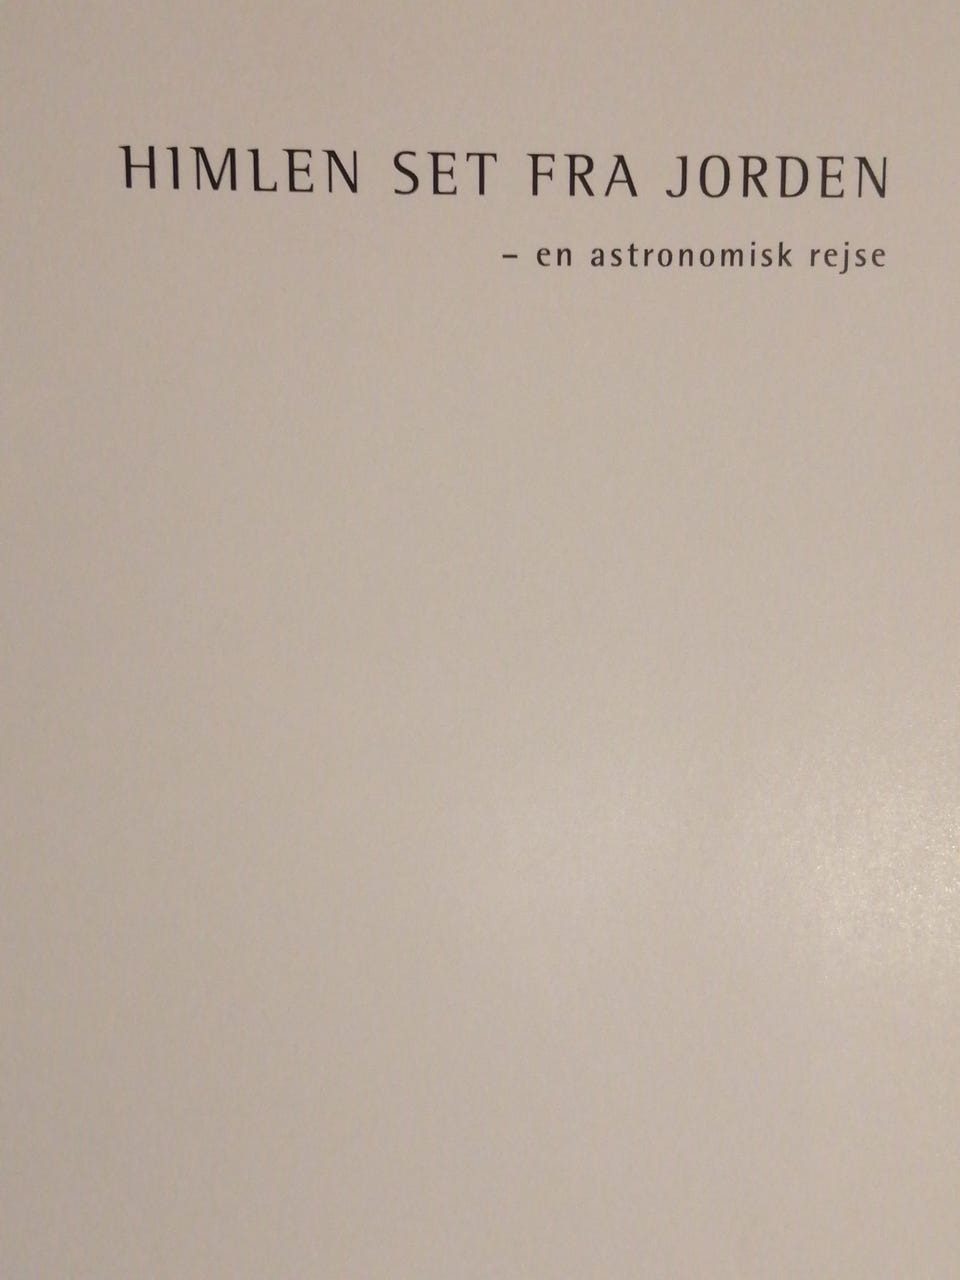 HIMLEN SET FRA JORDEN
– en astronomisk rejse